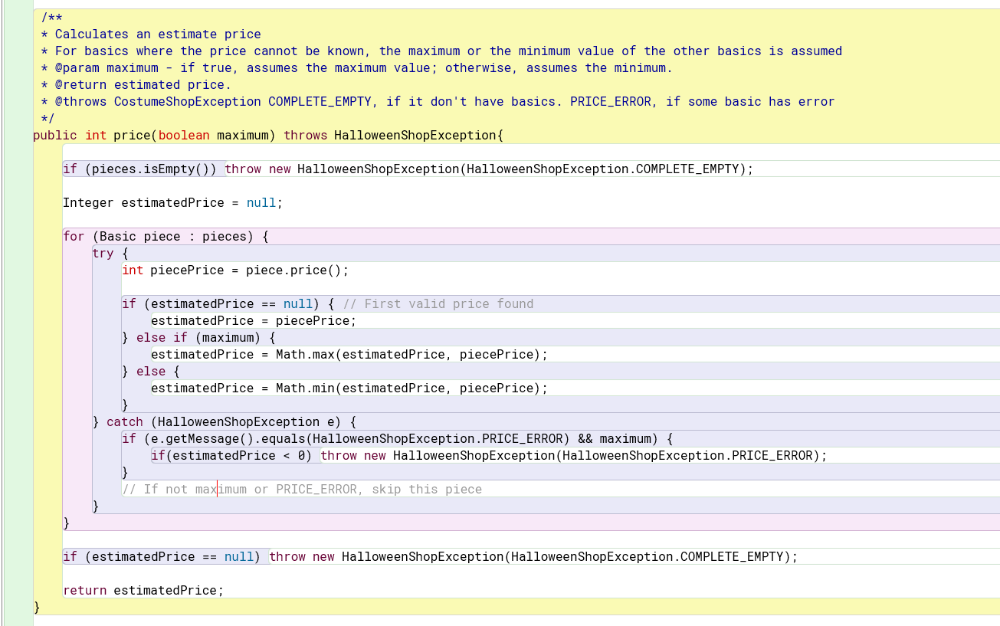 /**
* Calculates an estimate price
* For basics where the price cannot be known, the maximum or the minimum value of the other basics is assumed
* @param maximum - if true, assumes the maximum value; otherwise, assumes the minimum.
* @return estimated price.
* @throws CostumeShopException COMPLETE_EMPTY, if it don't have basics. PRICE_ERROR, if some basic has error
*/
public int price(boolean maximum) throws HalloweenShopException{
if (pieces.isEmpty()) throw new HalloweenShopException(HalloweenShopException.COMPLETE_EMPTY);
Integer estimatedPrice = null;
for (Basic piece : pieces) {
try {
int piecePrice = piece.price();
if (estimatedPrice == null) { // First valid price found
estimatedPrice = piecePrice;
} else if (maximum) {
estimatedPrice = Math.max(estimatedPrice, piecePrice);
} else {
estimatedPrice = Math.min(estimatedPrice, piecePrice);
}
} catch (HalloweenShopException e) {
if (e.getMessage().equals(HalloweenShopException.PRICE_ERROR) && maximum) {
if(estimatedPrice < 0) throw new HalloweenShopException(HalloweenShopException.PRICE_ERROR);
}
// If not maximum or PRICE_ERROR, skip this piece
}
}
if (estimatedPrice == null) throw new HalloweenShopException(HalloweenShopException.COMPLETE_EMPTY);
return estimatedPrice;
}